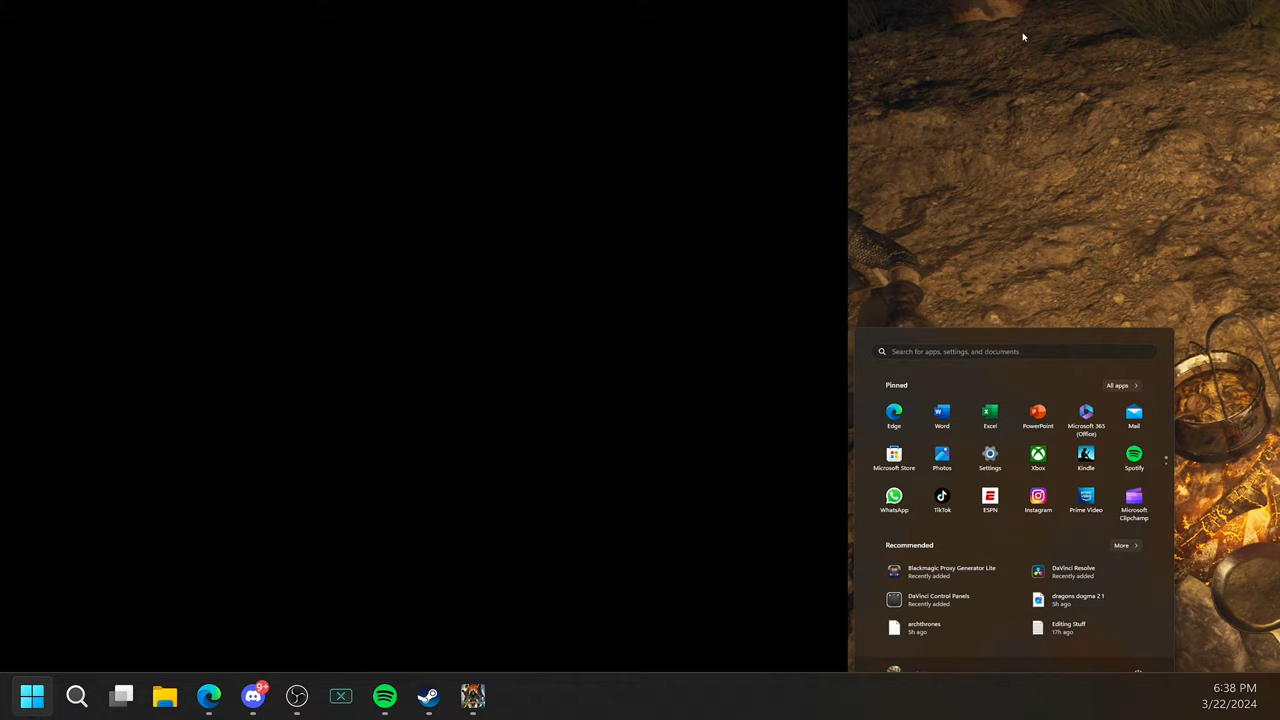 Search for apps, settings, and documents
Pinned
All apps
Edge
Word
Excel
PowerPoint
Microsoft 365
(Office)
Mail
Microsoft Store
Photos
Settings
Xbox
Kindle
Spotify
WhatsApp
TikTok
ESPN
Instagram
Prime Video
Microsoft
Clipchamp
Recommended
More
Blackmagic Proxy Generator Lite
Recently added
DaVinci Resolve
Recently added
DaVinci Control Panels
Recently added
dragons dogma 2 1
5h ago
archthrones
5h ago
Editing Stuff
17h ago
9+
6:38 PM
3/22/2024